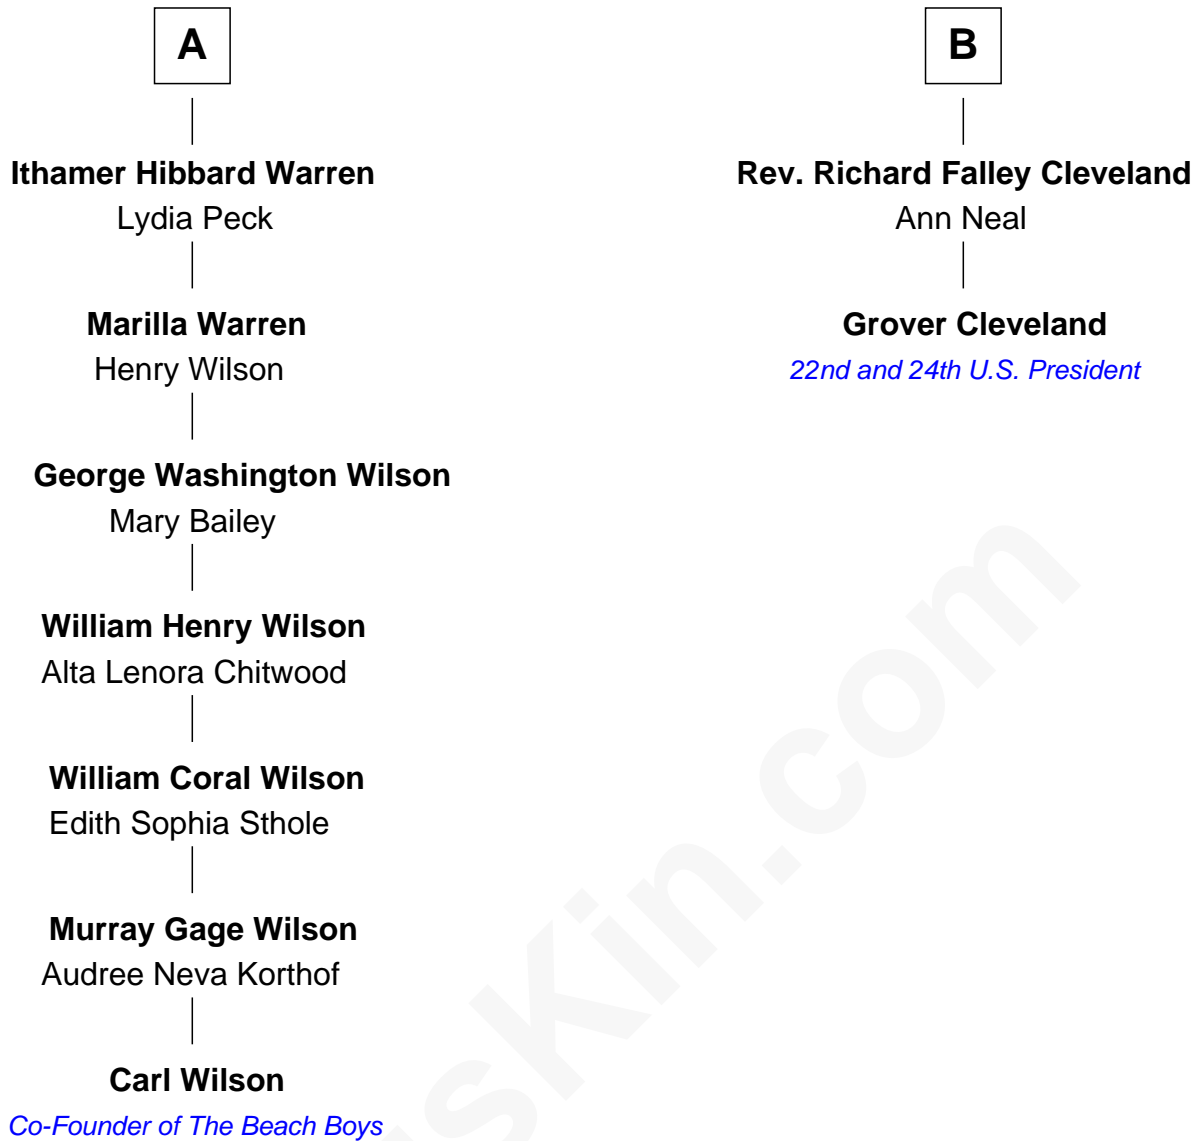 A
B
Ithamer Hibbard Warren
Lydia Peck
Rev. Richard Falley Cleveland
Ann Neal
Marilla Warren
Henry Wilson
Grover Cleveland
22nd and 24th U.S. President
George Washington Wilson
Mary Bailey
William Henry Wilson
Alta Lenora Chitwood
William Coral Wilson
Edith Sophia Sthole
Murray Gage Wilson
Audree Neva Korthof
Carl Wilson
Co-Founder of The Beach Boys
sKin.com